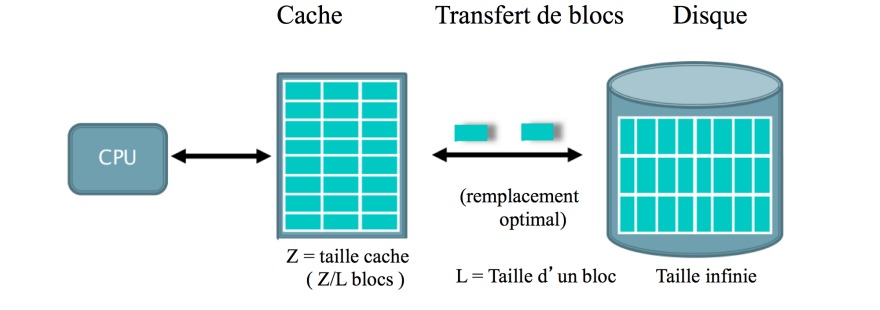 Cache
Transfert de blocs
Disque
CPU
(remplacement
optimal)
Z = taille cache
( Z/L blocs )
L = Taille d’ un bloc
Taille infinie